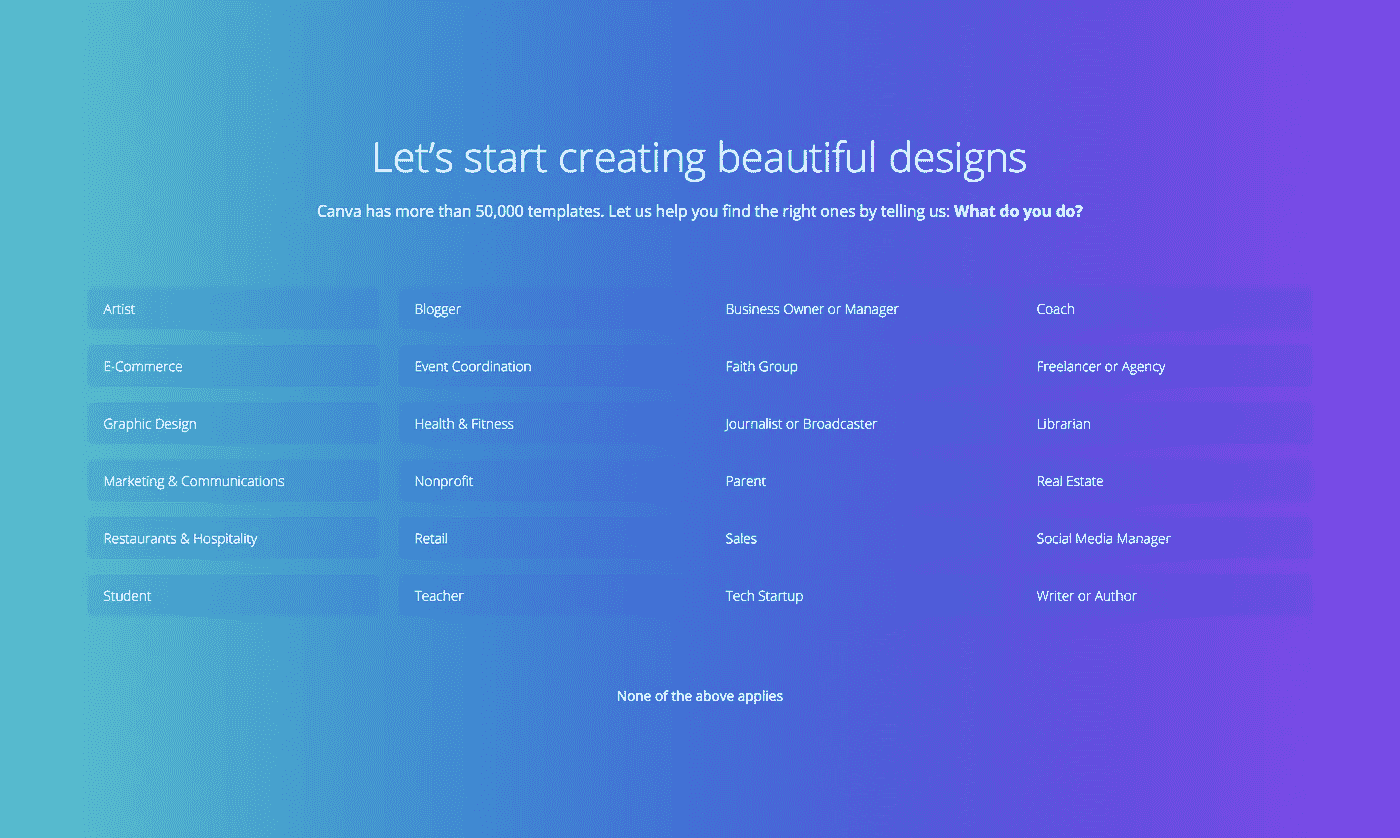 Let’s start creating beautiful designs
Canva has more than 50,000 templates. Let us help you find the right ones by telling us: What do you do?
Artist
Blogger
Business Owner or Manager
Coach
E-Commerce
Event Coordination
Faith Group
Freelancer or Agency
Graphic Design
Health & Fitness
Journalist or Broadcaster
Librarian
Marketing & Communications
Nonprofit
Parent
Real Estate
Restaurants & Hospitality
Retail
Sales
Social Media Manager
Student
Teacher
Tech Startup
Writer or Author
None of the above applies